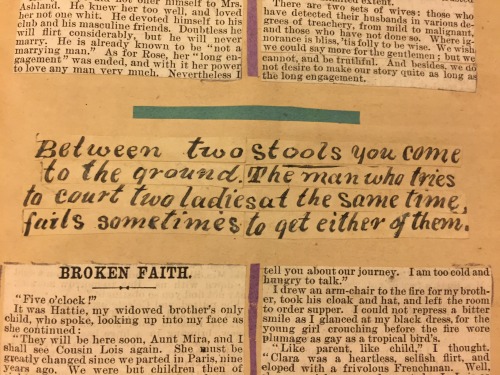 Ashland. He knew her too well. Mrs.
her not one whit. He devoted himself to his
club and his masculine friends. Doubtless he
will flirt considerably, but he will never
marry. He is already known to be "not a
marrying man." As for Rose, her "long en-
gagement" was ended, and with it her power
to love any man very much. Nevertheless I
There are two sets of wives: those who
have detected their husbands in various de-
grees of treachery, from mild to malignant,
and those who have not done so. Where ig-
norance is bliss, 'tis folly to be wise. We wish
we could say more for the gentlemen; but we
cannot, and be truthful. And besides, we do
not desire to make our story quite as long as
the long engagement.
Between two stools you come
to the ground. The man who tries
to court two ladies at the same time,
fails sometimes to get either of them.
BROKEN FAITH.
"Five o'clock!"
It was Hattie, my widowed brother's only
child, who spoke, looking up into my face as
she continued:
"They will be here soon, Aunt Mira, and I
shall see Cousin Lois again. She must be
greatly changed since we parted in Paris, nine
years ago. We were but children then of
tell you about our journey. I am too cold and
hungry to talk."
I drew an arm-chair to the fire for my broth-
er, took his cloak and hat, and left the room
to order supper. I could not repress a bitter
smile as I glanced at my black dress, for the
young girl crouching before the fire wore
plumage as gay as a tropical bird's.
"Like parent, like child," I thought.
"Clara was a heartless, selfish flirt, and
eloped with a frivolous Frenchman. Well,